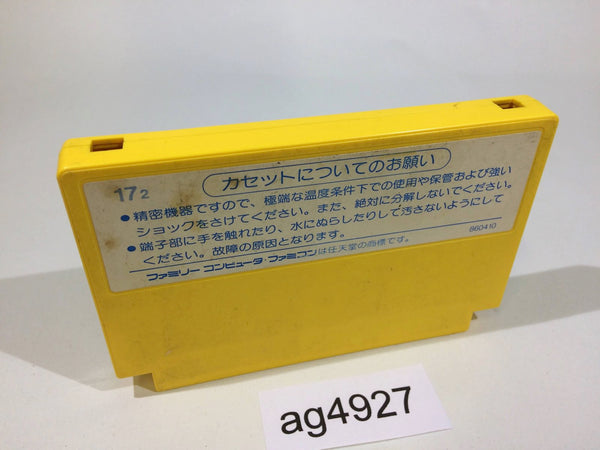 17 2
カセットについてのお願い
●精密機器ですので、極端な温度条件下での使用や保管および強い
ショックをさけてください。また、絶対に分解しないでください。
●端子部に手を触れたり、水にぬらしたりして汚さないようにして
ください。故障の原因となります。
860410
ファミリー コンピュータ・ファミコンは任天堂の商標です。
ag4927